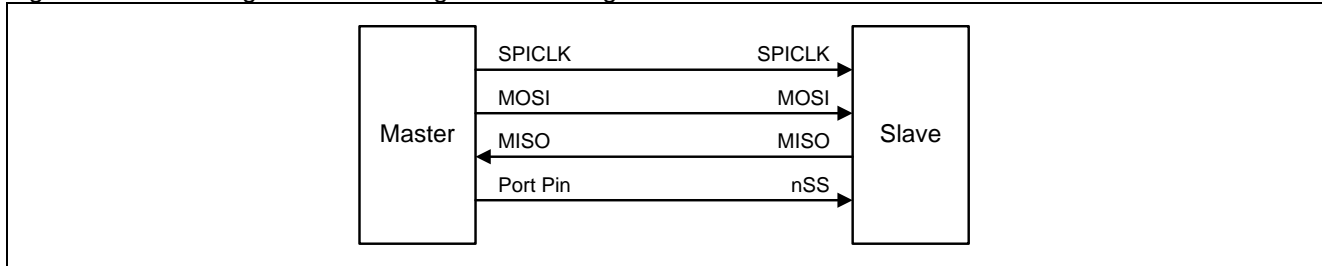 SPICLK SPICLK
MOSI MOSI
Master MISO MISO Slave
Port Pin nSS